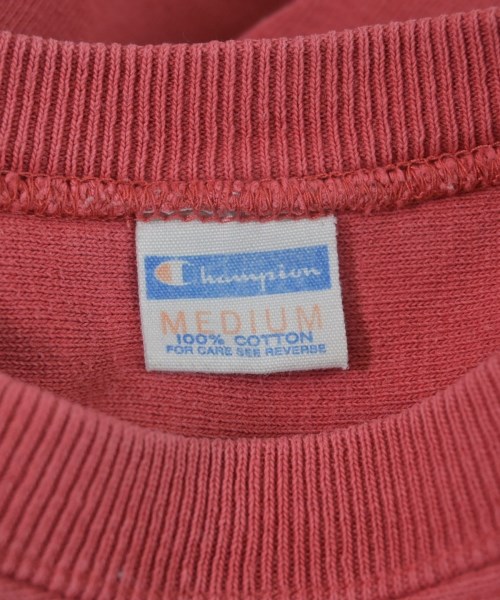 Champion
MEDIUM
100% COTTON
FOR CARE SEE REVERSE